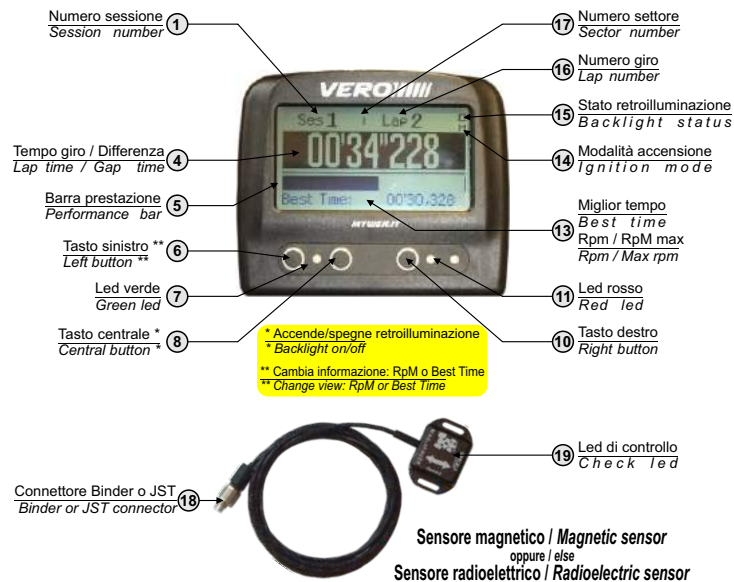 Numero sessione
Session number
1
17
Numero settore
Sector number
16
Numero giro
Lap number
15
Stato retroilluminazione
Backlight status
14
Modalità accensione
Ignition mode
VERO
Ses 1 Lap 2
00'34"228
Best Time: 00'30,328
MYWER.IT
Tempo giro / Differenza
Lap time / Gap time
4
Barra prestazione
Performance bar
5
13
Miglior tempo
Best time
Rpm / RpM max
Rpm / Max rpm
Tasto sinistro **
Left button **
6
Led verde
Green led
7
11
Led rosso
Red led
Tasto centrale *
Central button *
8
10
Tasto destro
Right button
* Accende/spegne retroilluminazione
* Backlight on/off
** Cambia informazione: RpM o Best Time
** Change view: RpM or Best Time
19
Led di controllo
Check led
Connettore Binder o JST
Binder or JST connector
18
Sensore magnetico / Magnetic sensor
oppure / else
Sensore radioelettrico / Radioelectric sensor